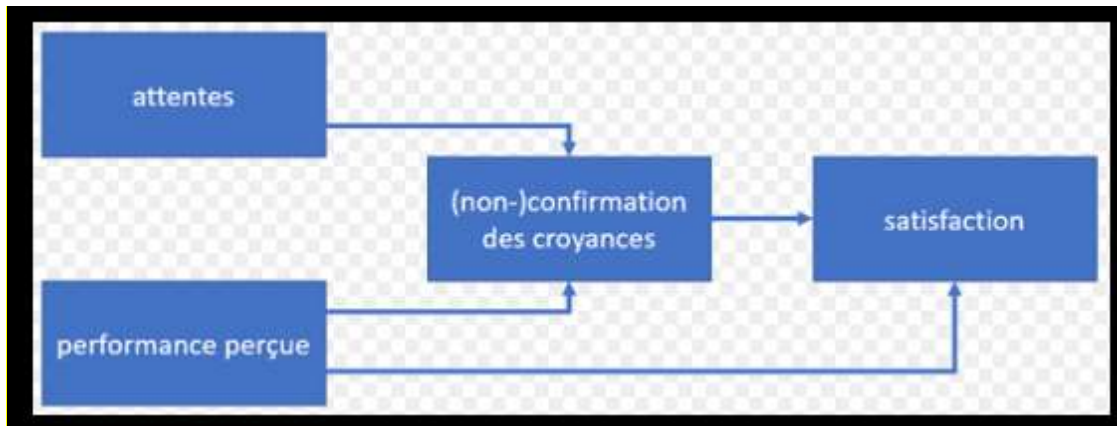 attentes
(non-)confirmation
des croyances
satisfaction
performance perçue